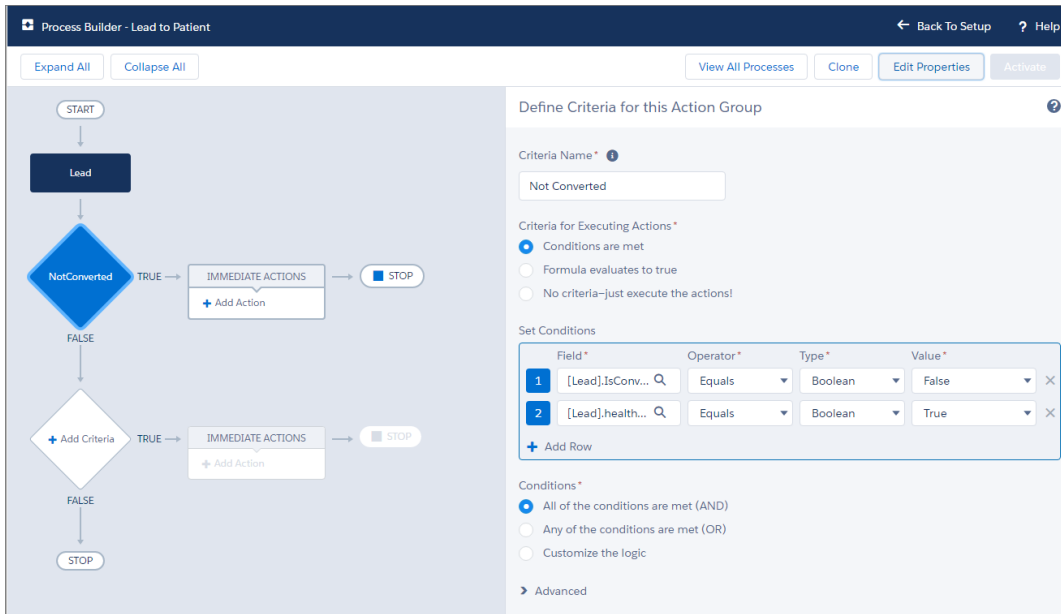 Process Builder - Lead to Patient
Back To Setup
? Help
Expand All
Collapse All
View All Processes
Clone
Edit Properties
Activate
START
Lead
NotConverted
TRUE
IMMEDIATE ACTIONS
+ Add Action
STOP
FALSE
+ Add Criteria
TRUE
IMMEDIATE ACTIONS
+ Add Action
STOP
FALSE
STOP
Define Criteria for this Action Group
?
Criteria Name*
Not Converted
Criteria for Executing Actions*
Conditions are met
Formula evaluates to true
No criteria–just execute the actions!
Set Conditions
Field* Operator* Type* Value*
1 [Lead].IsConv... Equals Boolean False
2 [Lead].health... Equals Boolean True
+ Add Row
Conditions*
All of the conditions are met (AND)
Any of the conditions are met (OR)
Customize the logic
Advanced